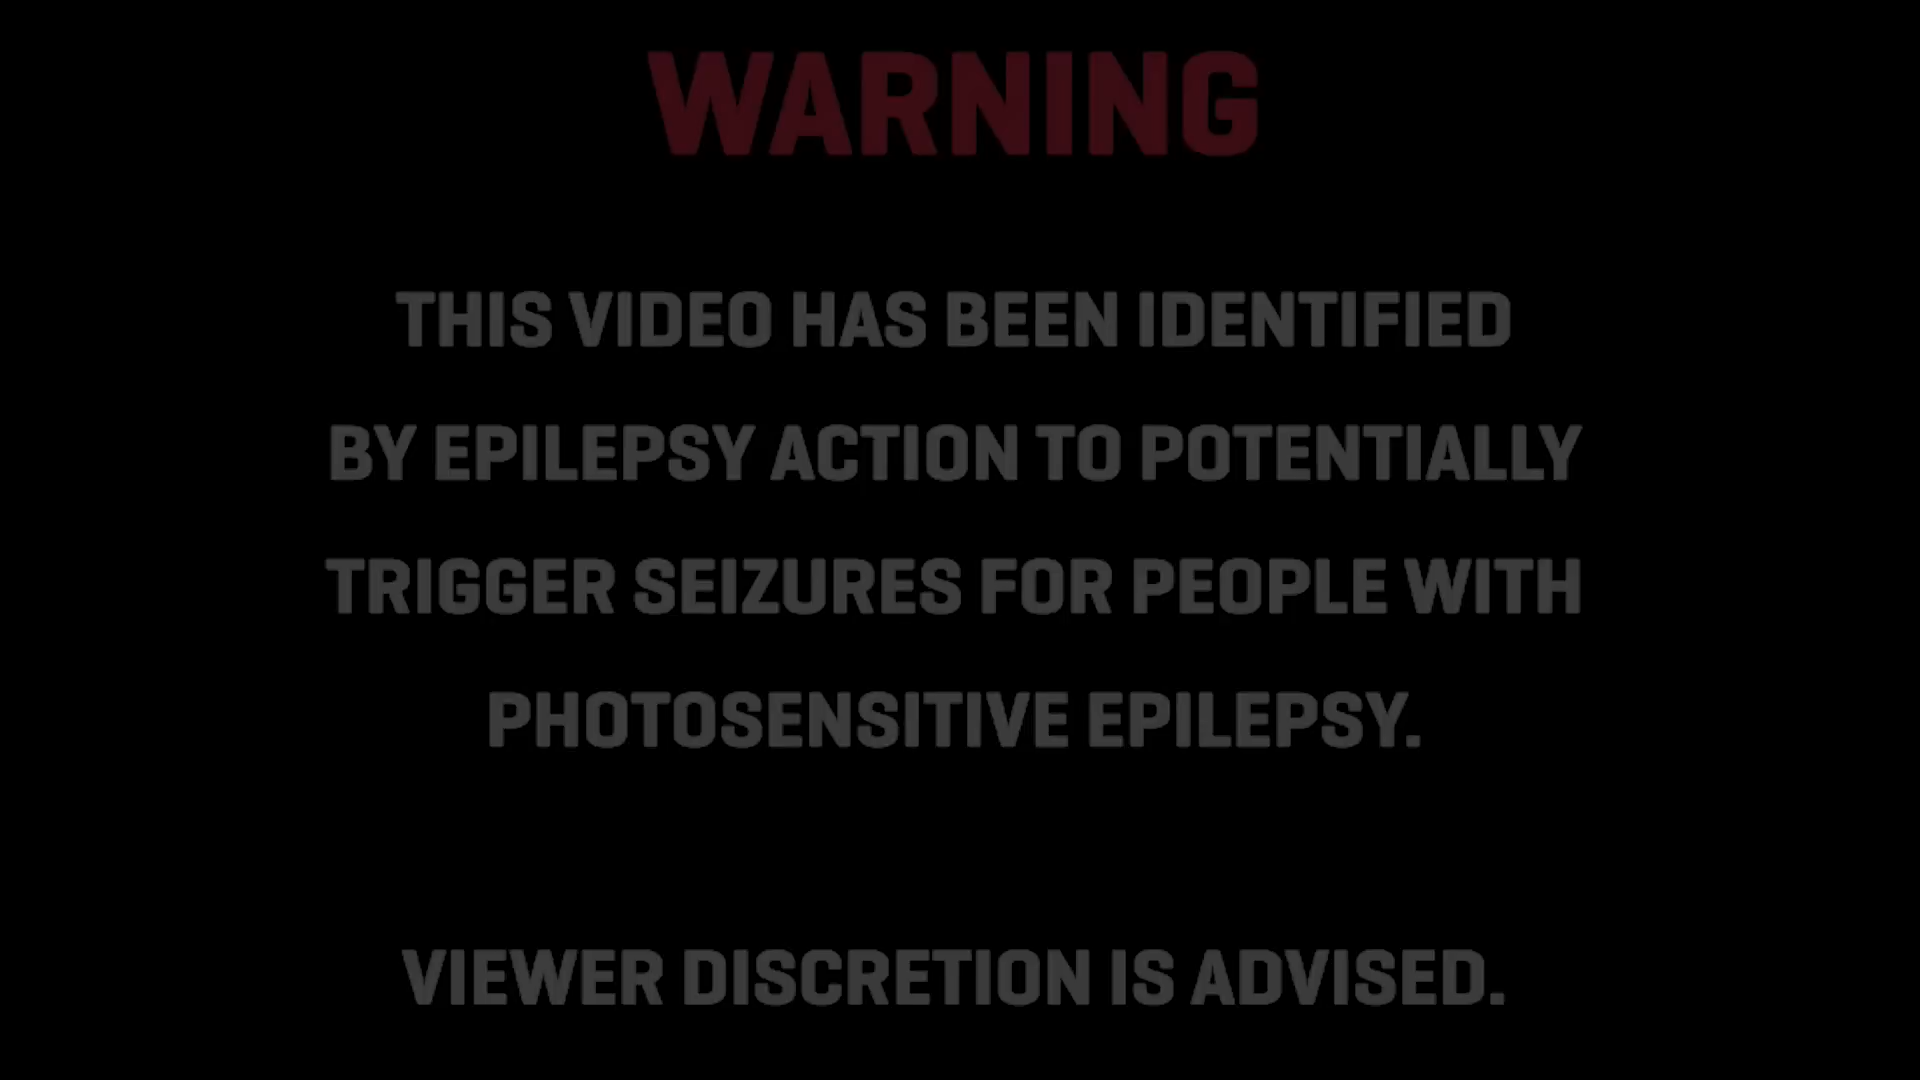 WARNING
THIS VIDEO HAS BEEN IDENTIFIED
BY EPILEPSY ACTION TO POTENTIALLY
TRIGGER SEIZURES FOR PEOPLE WITH
PHOTOSENSITIVE EPILEPSY.
VIEWER DISCRETION IS ADVISED.